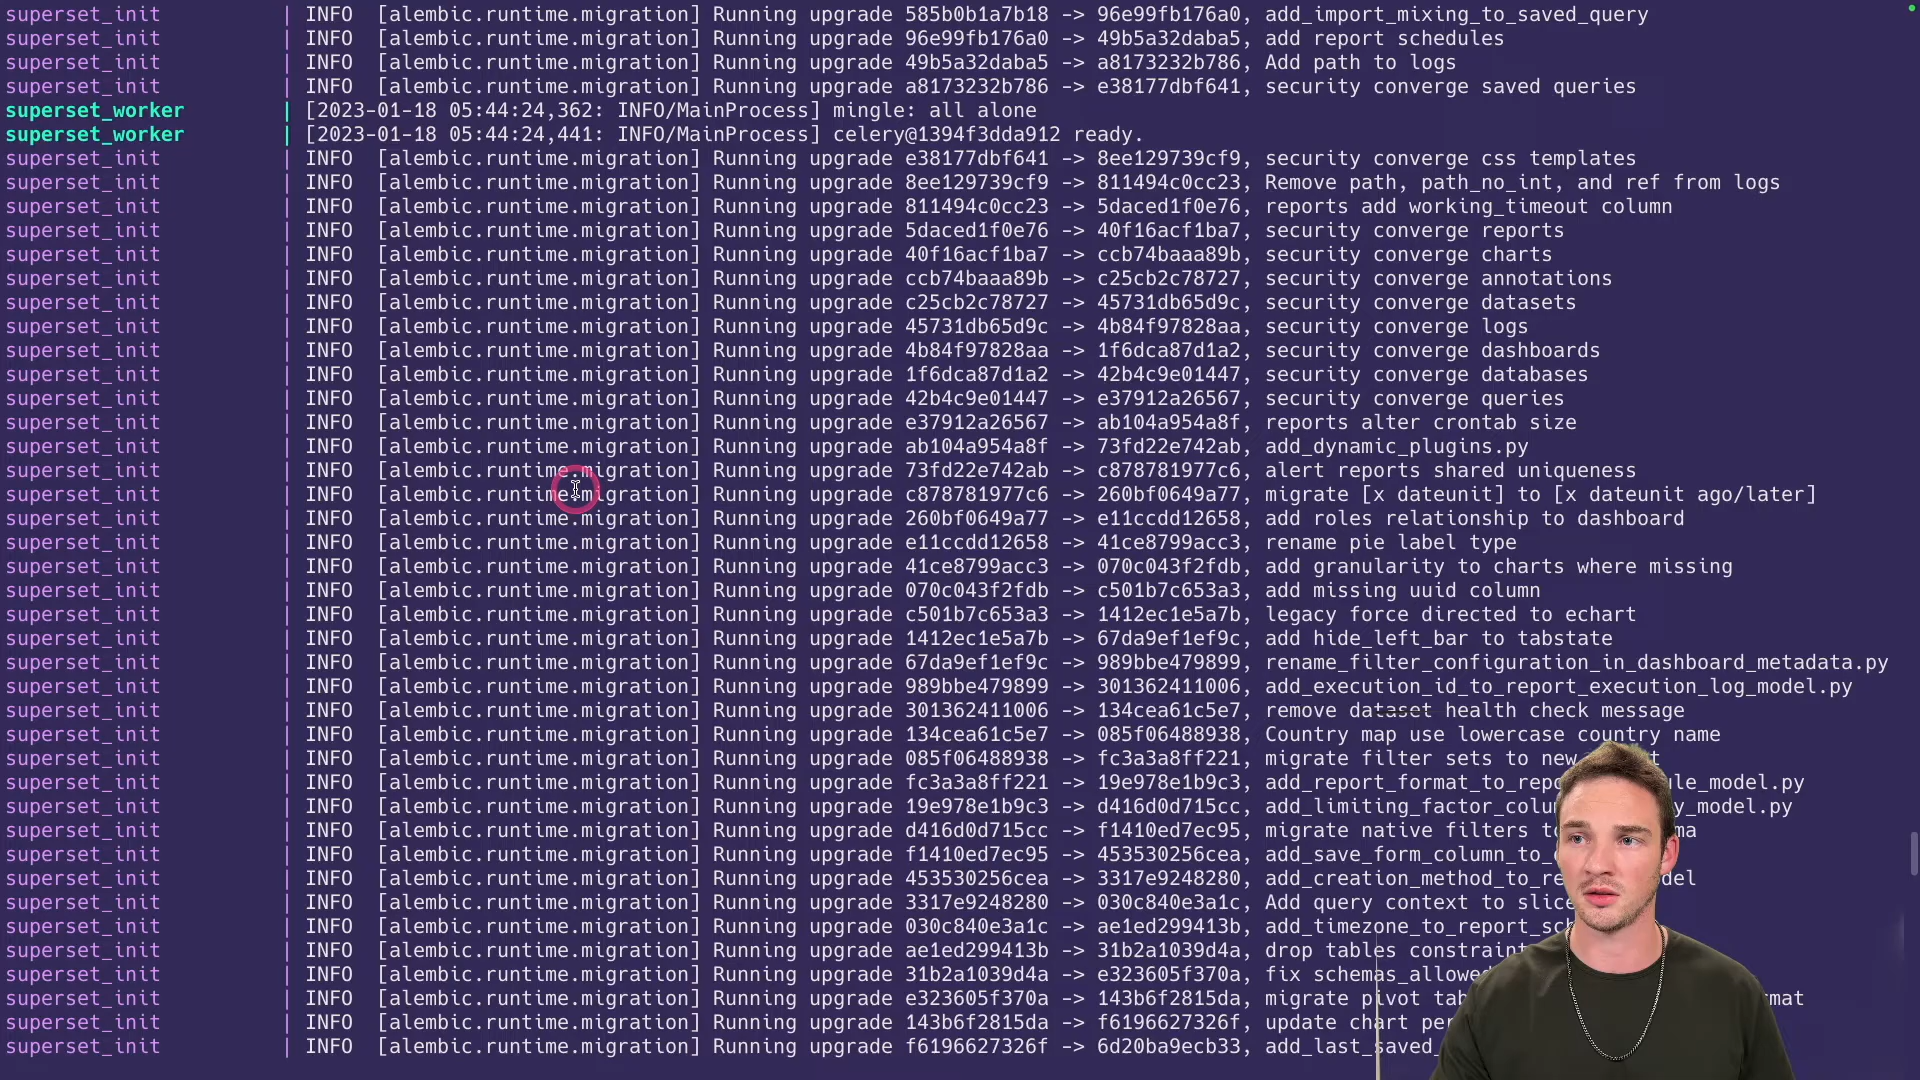 superset_init | INFO [alembic.runtime.migration] Running upgrade 585b0b1a7b18 -> 96e99fb176a0, add_import_mixing_to_saved_query
superset_init | INFO [alembic.runtime.migration] Running upgrade 96e99fb176a0 -> 49b5a32daba5, add report schedules
superset_init | INFO [alembic.runtime.migration] Running upgrade 49b5a32daba5 -> a8173232b786, Add path to logs
superset_init | INFO [alembic.runtime.migration] Running upgrade a8173232b786 -> e38177dbf641, security converge saved queries
superset_worker | [2023-01-18 05:44:24,362: INFO/MainProcess] mingle: all alone
superset_worker | [2023-01-18 05:44:24,441: INFO/MainProcess] celery@1394f3dda912 ready.
superset_init | INFO [alembic.runtime.migration] Running upgrade e38177dbf641 -> 8ee129739cf9, security converge css templates
superset_init | INFO [alembic.runtime.migration] Running upgrade 8ee129739cf9 -> 811494c0cc23, Remove path, path_no_int, and ref from logs
superset_init | INFO [alembic.runtime.migration] Running upgrade 811494c0cc23 -> 5daced1f0e76, reports add working_timeout column
superset_init | INFO [alembic.runtime.migration] Running upgrade 5daced1f0e76 -> 40f16acf1ba7, security converge reports
superset_init | INFO [alembic.runtime.migration] Running upgrade 40f16acf1ba7 -> ccb74baaa89b, security converge charts
superset_init | INFO [alembic.runtime.migration] Running upgrade ccb74baaa89b -> c25cb2c78727, security converge annotations
superset_init | INFO [alembic.runtime.migration] Running upgrade c25cb2c78727 -> 45731db65d9c, security converge datasets
superset_init | INFO [alembic.runtime.migration] Running upgrade 45731db65d9c -> 4b84f97828aa, security converge logs
superset_init | INFO [alembic.runtime.migration] Running upgrade 4b84f97828aa -> 1f6dca87d1a2, security converge dashboards
superset_init | INFO [alembic.runtime.migration] Running upgrade 1f6dca87d1a2 -> 42b4c9e01447, security converge databases
superset_init | INFO [alembic.runtime.migration] Running upgrade 42b4c9e01447 -> e37912a26567, security converge queries
superset_init | INFO [alembic.runtime.migration] Running upgrade e37912a26567 -> ab104a954a8f, reports alter crontab size
superset_init | INFO [alembic.runtime.migration] Running upgrade ab104a954a8f -> 73fd22e742ab, add_dynamic_plugins.py
superset_init | INFO [alembic.runtime.migration] Running upgrade 73fd22e742ab -> c878781977c6, alert reports shared uniqueness
superset_init | INFO [alembic.runtime.migration] Running upgrade c878781977c6 -> 260bf0649a77, migrate [x dateunit] to [x dateunit ago/later]
superset_init | INFO [alembic.runtime.migration] Running upgrade 260bf0649a77 -> e11ccdd12658, add roles relationship to dashboard
superset_init | INFO [alembic.runtime.migration] Running upgrade e11ccdd12658 -> 41ce8799acc3, rename pie label type
superset_init | INFO [alembic.runtime.migration] Running upgrade 41ce8799acc3 -> 070c043f2fdb, add granularity to charts where missing
superset_init | INFO [alembic.runtime.migration] Running upgrade 070c043f2fdb -> c501b7c653a3, add missing uuid column
superset_init | INFO [alembic.runtime.migration] Running upgrade c501b7c653a3 -> 1412ec1e5a7b, legacy force directed to echart
superset_init | INFO [alembic.runtime.migration] Running upgrade 1412ec1e5a7b -> 67da9ef1ef9c, add hide_left_bar to tabstate
superset_init | INFO [alembic.runtime.migration] Running upgrade 67da9ef1ef9c -> 989bbe479899, rename_filter_configuration_in_dashboard_metadata.py
superset_init | INFO [alembic.runtime.migration] Running upgrade 989bbe479899 -> 301362411006, add_execution_id_to_report_execution_log_model.py
superset_init | INFO [alembic.runtime.migration] Running upgrade 301362411006 -> 134cea61c5e7, remove dataset health check message
superset_init | INFO [alembic.runtime.migration] Running upgrade 134cea61c5e7 -> 085f06488938, Country map use lowercase country name
superset_init | INFO [alembic.runtime.migration] Running upgrade 085f06488938 -> fc3a3a8ff221, migrate filter sets to new
superset_init | INFO [alembic.runtime.migration] Running upgrade fc3a3a8ff221 -> 19e978e1b9c3, add_report_format_to_repo ule_model.py
superset_init | INFO [alembic.runtime.migration] Running upgrade 19e978e1b9c3 -> d416d0d715cc, add_limiting_factor_colu y_model.py
superset_init | INFO [alembic.runtime.migration] Running upgrade d416d0d715cc -> f1410ed7ec95, migrate native filters to ma
superset_init | INFO [alembic.runtime.migration] Running upgrade f1410ed7ec95 -> 453530256cea, add_save_form_column_to_
superset_init | INFO [alembic.runtime.migration] Running upgrade 453530256cea -> 3317e9248280, add_creation_method_to_re del
superset_init | INFO [alembic.runtime.migration] Running upgrade 3317e9248280 -> 030c840e3a1c, Add query context to slice
superset_init | INFO [alembic.runtime.migration] Running upgrade 030c840e3a1c -> ae1ed299413b, add_timezone_to_report_sc
superset_init | INFO [alembic.runtime.migration] Running upgrade ae1ed299413b -> 31b2a1039d4a, drop tables constraint
superset_init | INFO [alembic.runtime.migration] Running upgrade 31b2a1039d4a -> e323605f370a, fix schemas_allowed
superset_init | INFO [alembic.runtime.migration] Running upgrade e323605f370a -> 143b6f2815da, migrate pivot tab mat
superset_init | INFO [alembic.runtime.migration] Running upgrade 143b6f2815da -> f6196627326f, update chart per
superset_init | INFO [alembic.runtime.migration] Running upgrade f6196627326f -> 6d20ba9ecb33, add_last_saved_